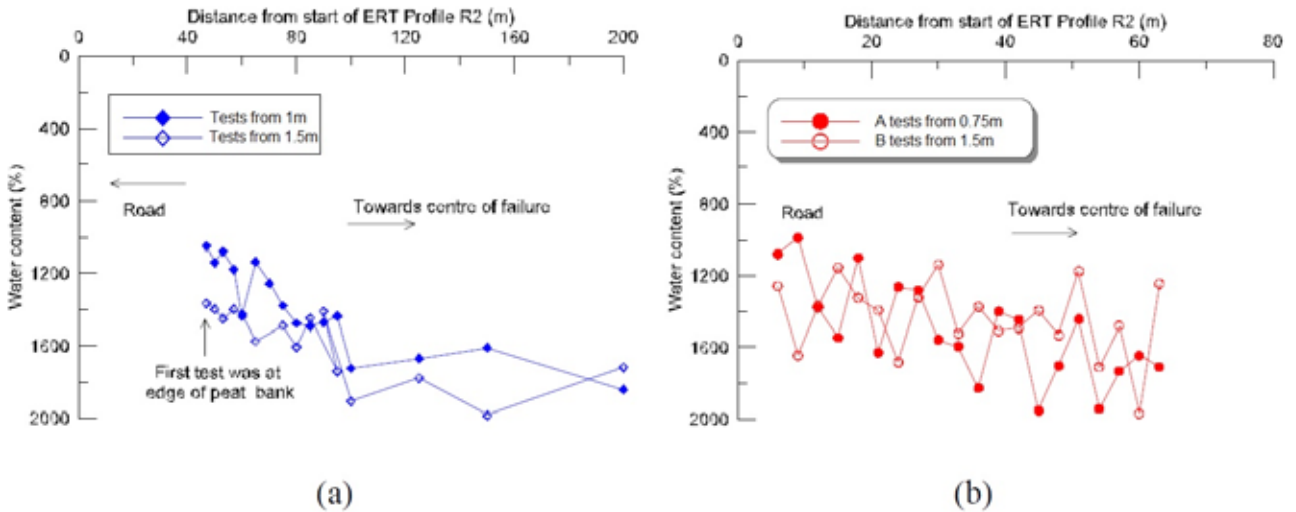 Distance from start of ERT Profile R2 (m)
0 40 80 120 160 200
0
400
800
1200
1600
2000
Water content (%)
Tests from 1m
Tests from 1.5m
Road
Towards centre of failure
First test was at
edge of peat bank
(a)
Distance from start of ERT Profile R2 (m)
0 20 40 60 80
0
400
800
1200
1600
2000
Water content (%)
A tests from 0.75m
B tests from 1.5m
Road
Towards centre of failure
(b)